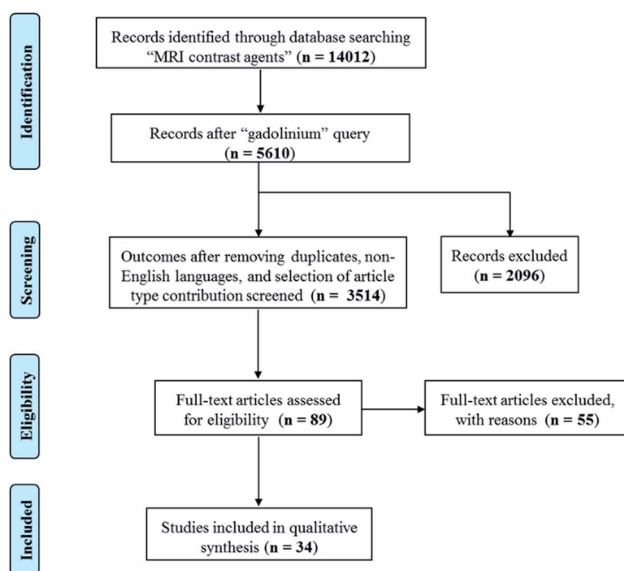 Identification
Records identified through database searching
“MRI contrast agents” (n = 14012)
Records after “gadolinium” query
(n = 5610)
Screening
Outcomes after removing duplicates, non-
English languages, and selection of article
type contribution screened (n = 3514)
Records excluded
(n = 2096)
Eligibility
Full-text articles assessed
for eligibility (n = 89)
Full-text articles excluded,
with reasons (n = 55)
Included
Studies included in qualitative
synthesis (n = 34)